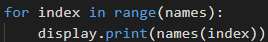 for index in range(names):
    display.print(names(index))